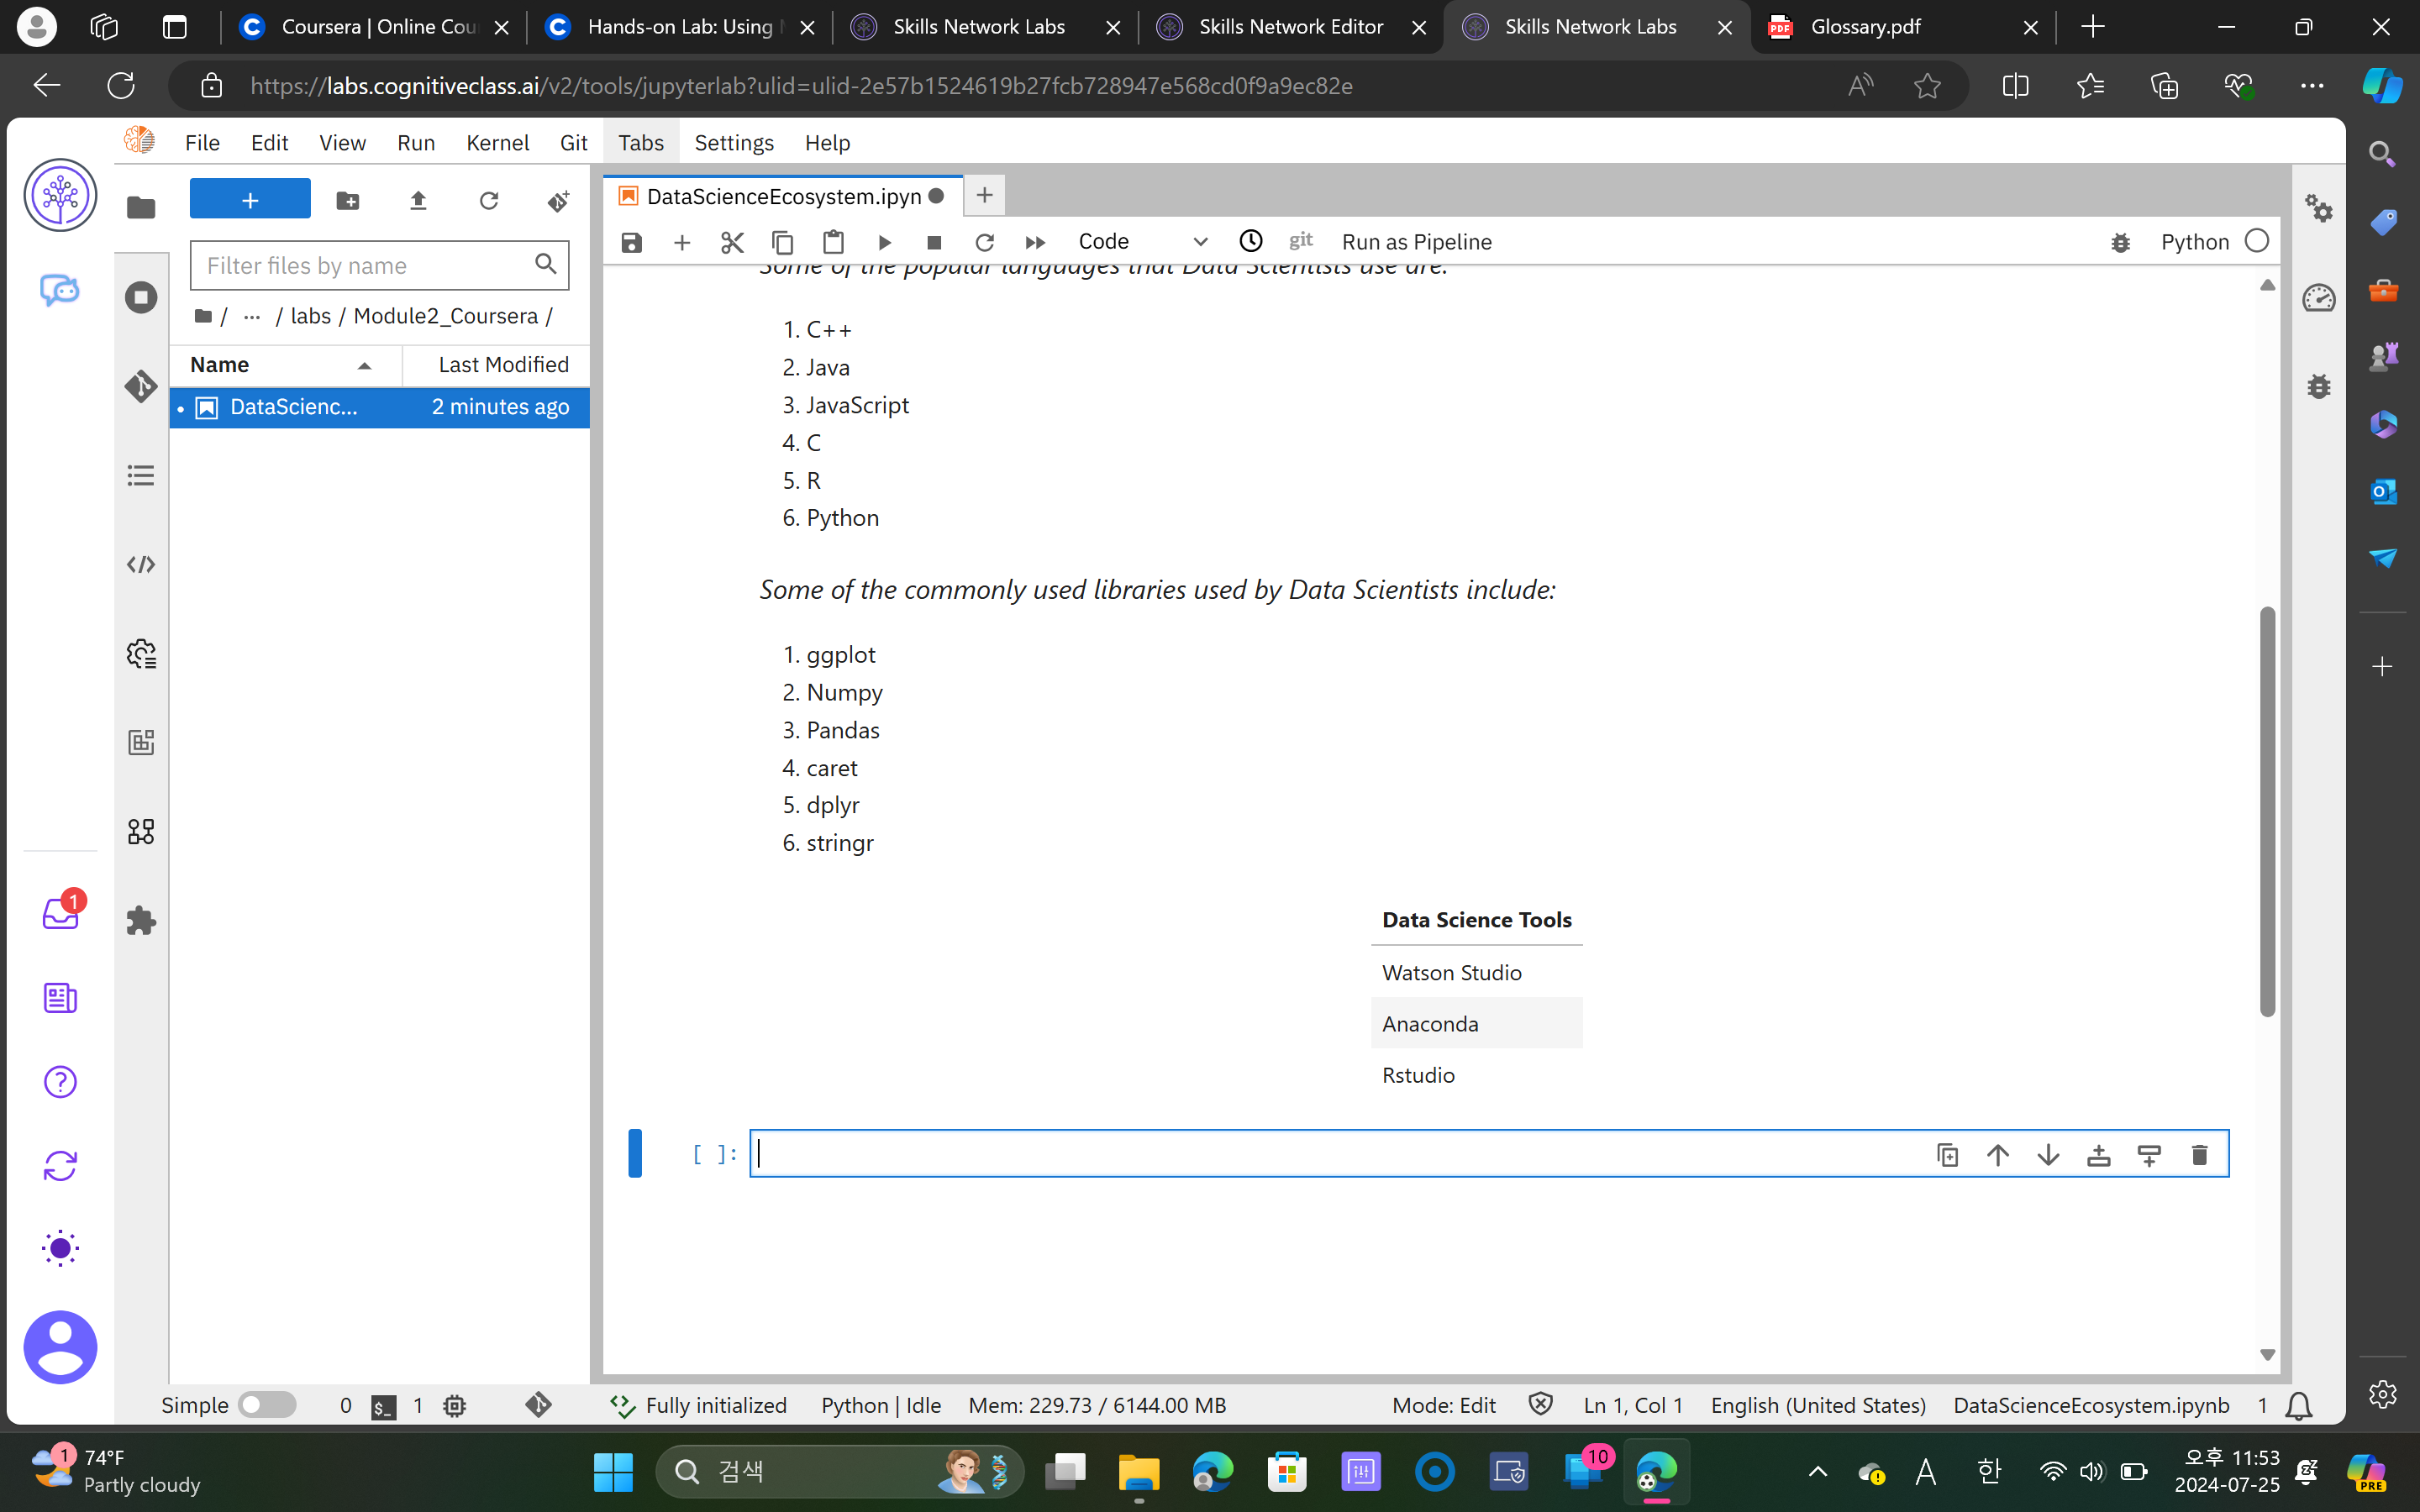 Coursera | Online Cou
Hands-on Lab: Using
Skills Network Labs
Skills Network Editor
Skills Network Labs
Glossary.pdf
https://labs.cognitiveclass.ai/v2/tools/jupyterlab?ulid=ulid-2e57b1524619b27fcb728947e568cd0f9a9ec82e
File Edit View Run Kernel Git Tabs Settings Help
DataScienceEcosystem.ipyn
Code
git
Run as Pipeline
Python
Filter files by name
/ ··· / labs / Module2_Coursera /
Name
Last Modified
DataScienc... 2 minutes ago
Some of the popular languages that Data Scientists use are:
1. C++
2. Java
3. JavaScript
4. C
5. R
6. Python
Some of the commonly used libraries used by Data Scientists include:
1. ggplot
2. Numpy
3. Pandas
4. caret
5. dplyr
6. stringr
Data Science Tools
Watson Studio
Anaconda
Rstudio
[ ]:
1
Simple 0 $_ 1 Fully initialized Python | Idle Mem: 229.73 / 6144.00 MB Mode: Edit Ln 1, Col 1 English (United States) DataScienceEcosystem.ipynb 1
1
74°F
Partly cloudy
검색
10
A
한
오후 11:53
2024-07-25
PRE